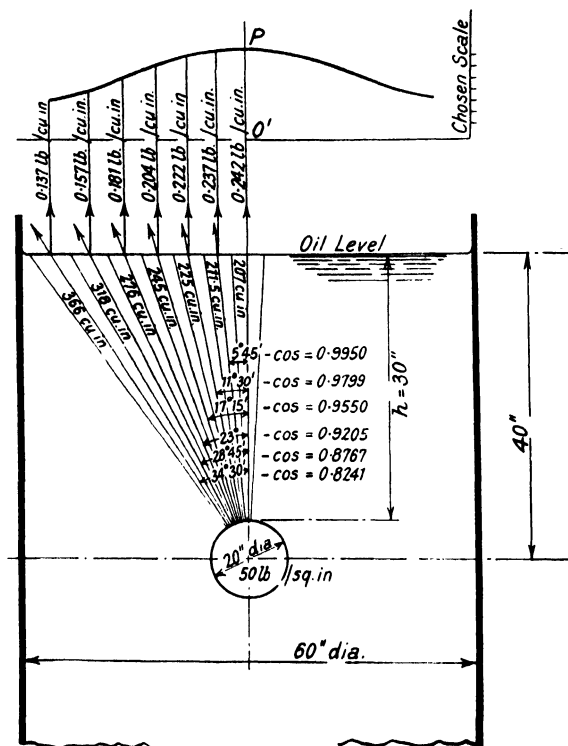 P
Chosen Scale
O'
0·137 lb/cu.in
0·157 lb/cu.in.
0·181 lb/cu.in.
0·204 lb/cu.in.
0·222 lb/cu.in.
0·237 lb/cu.in.
0·242 lb/cu.in.
Oil Level
366 cu.in
318 cu.in
276 cu.in.
245 cu.in
225 cu.in.
211·5 cu.in
207 cu in
5°45' - cos = 0·9950
11°30' - cos = 0·9799
17°15' - cos = 0·9550
23° - cos = 0·9205
28°45' - cos = 0·8767
34°30' - cos = 0·8241
h = 30"
40"
20" dia
50lb/sq.in
60" dia.